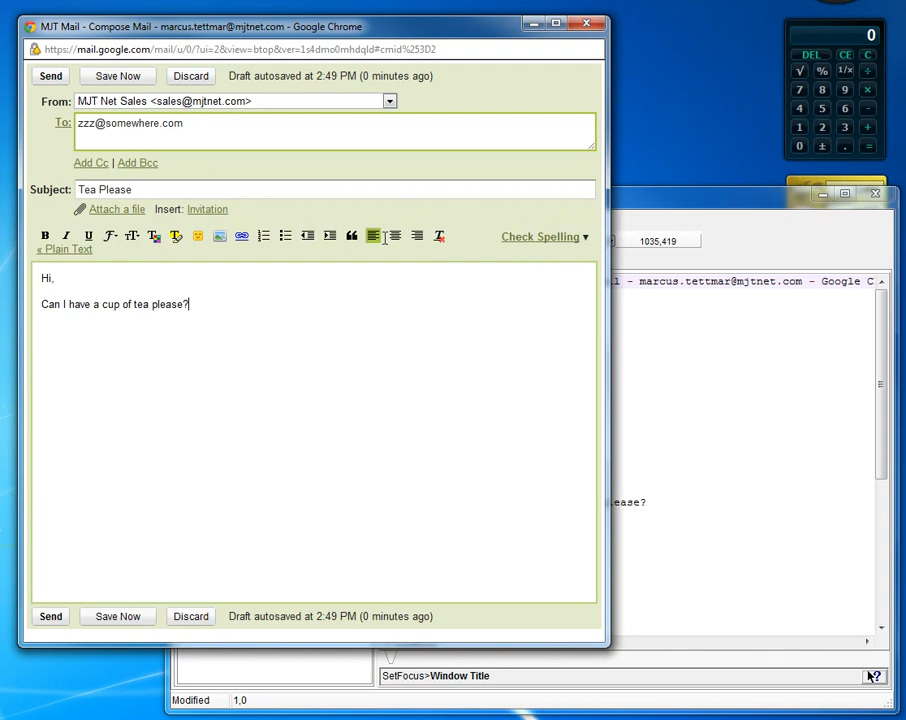 MJT Mail - Compose Mail - marcus.tettmar@mjtnet.com - Google Chrome
https://mail.google.com/mail/u/0/?ui=2&view=btop&ver=1s4dmo0mhdqld#cmid%253D2
Send Save Now Discard Draft autosaved at 2:49 PM (0 minutes ago)
From: MJT Net Sales <sales@mjtnet.com>
To: zzz@somewhere.com
Add Cc | Add Bcc
Subject: Tea Please
Attach a file Insert: Invitation
B I U F TT T T Check Spelling ▼
« Plain Text
Hi,
Can I have a cup of tea please?
Send Save Now Discard Draft autosaved at 2:49 PM (0 minutes ago)
0
DEL CE C
√ % 1/x ÷
7 8 9 ×
4 5 6 -
1 2 3 +
0 ± . =
1035,419
l - marcus.tettmar@mjtnet.com - Google C
ease?
SetFocus>Window Title
Modified 1,0